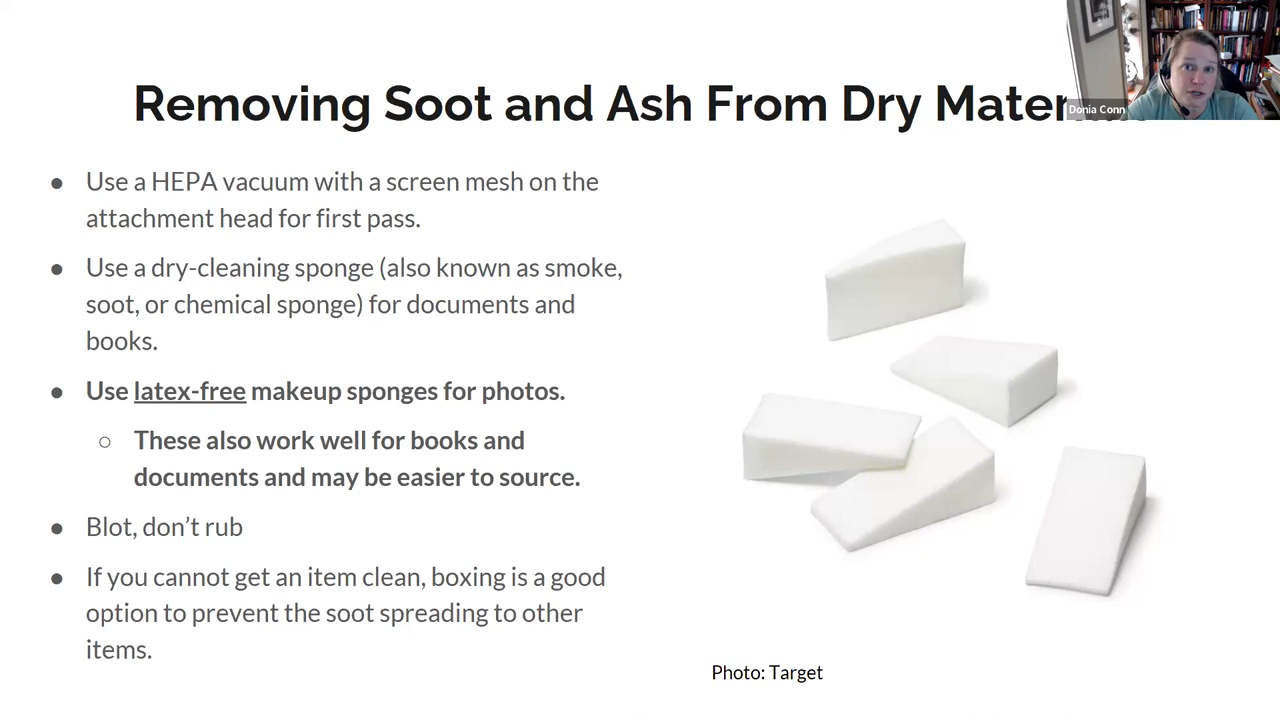 Removing Soot and Ash From Dry
Donia Conn
● Use a HEPA vacuum with a screen mesh on the
attachment head for first pass.
● Use a dry-cleaning sponge (also known as smoke,
soot, or chemical sponge) for documents and
books.
● Use latex-free makeup sponges for photos.
○ These also work well for books and
documents and may be easier to source.
● Blot, don’t rub
● If you cannot get an item clean, boxing is a good
option to prevent the soot spreading to other
items.
Photo: Target